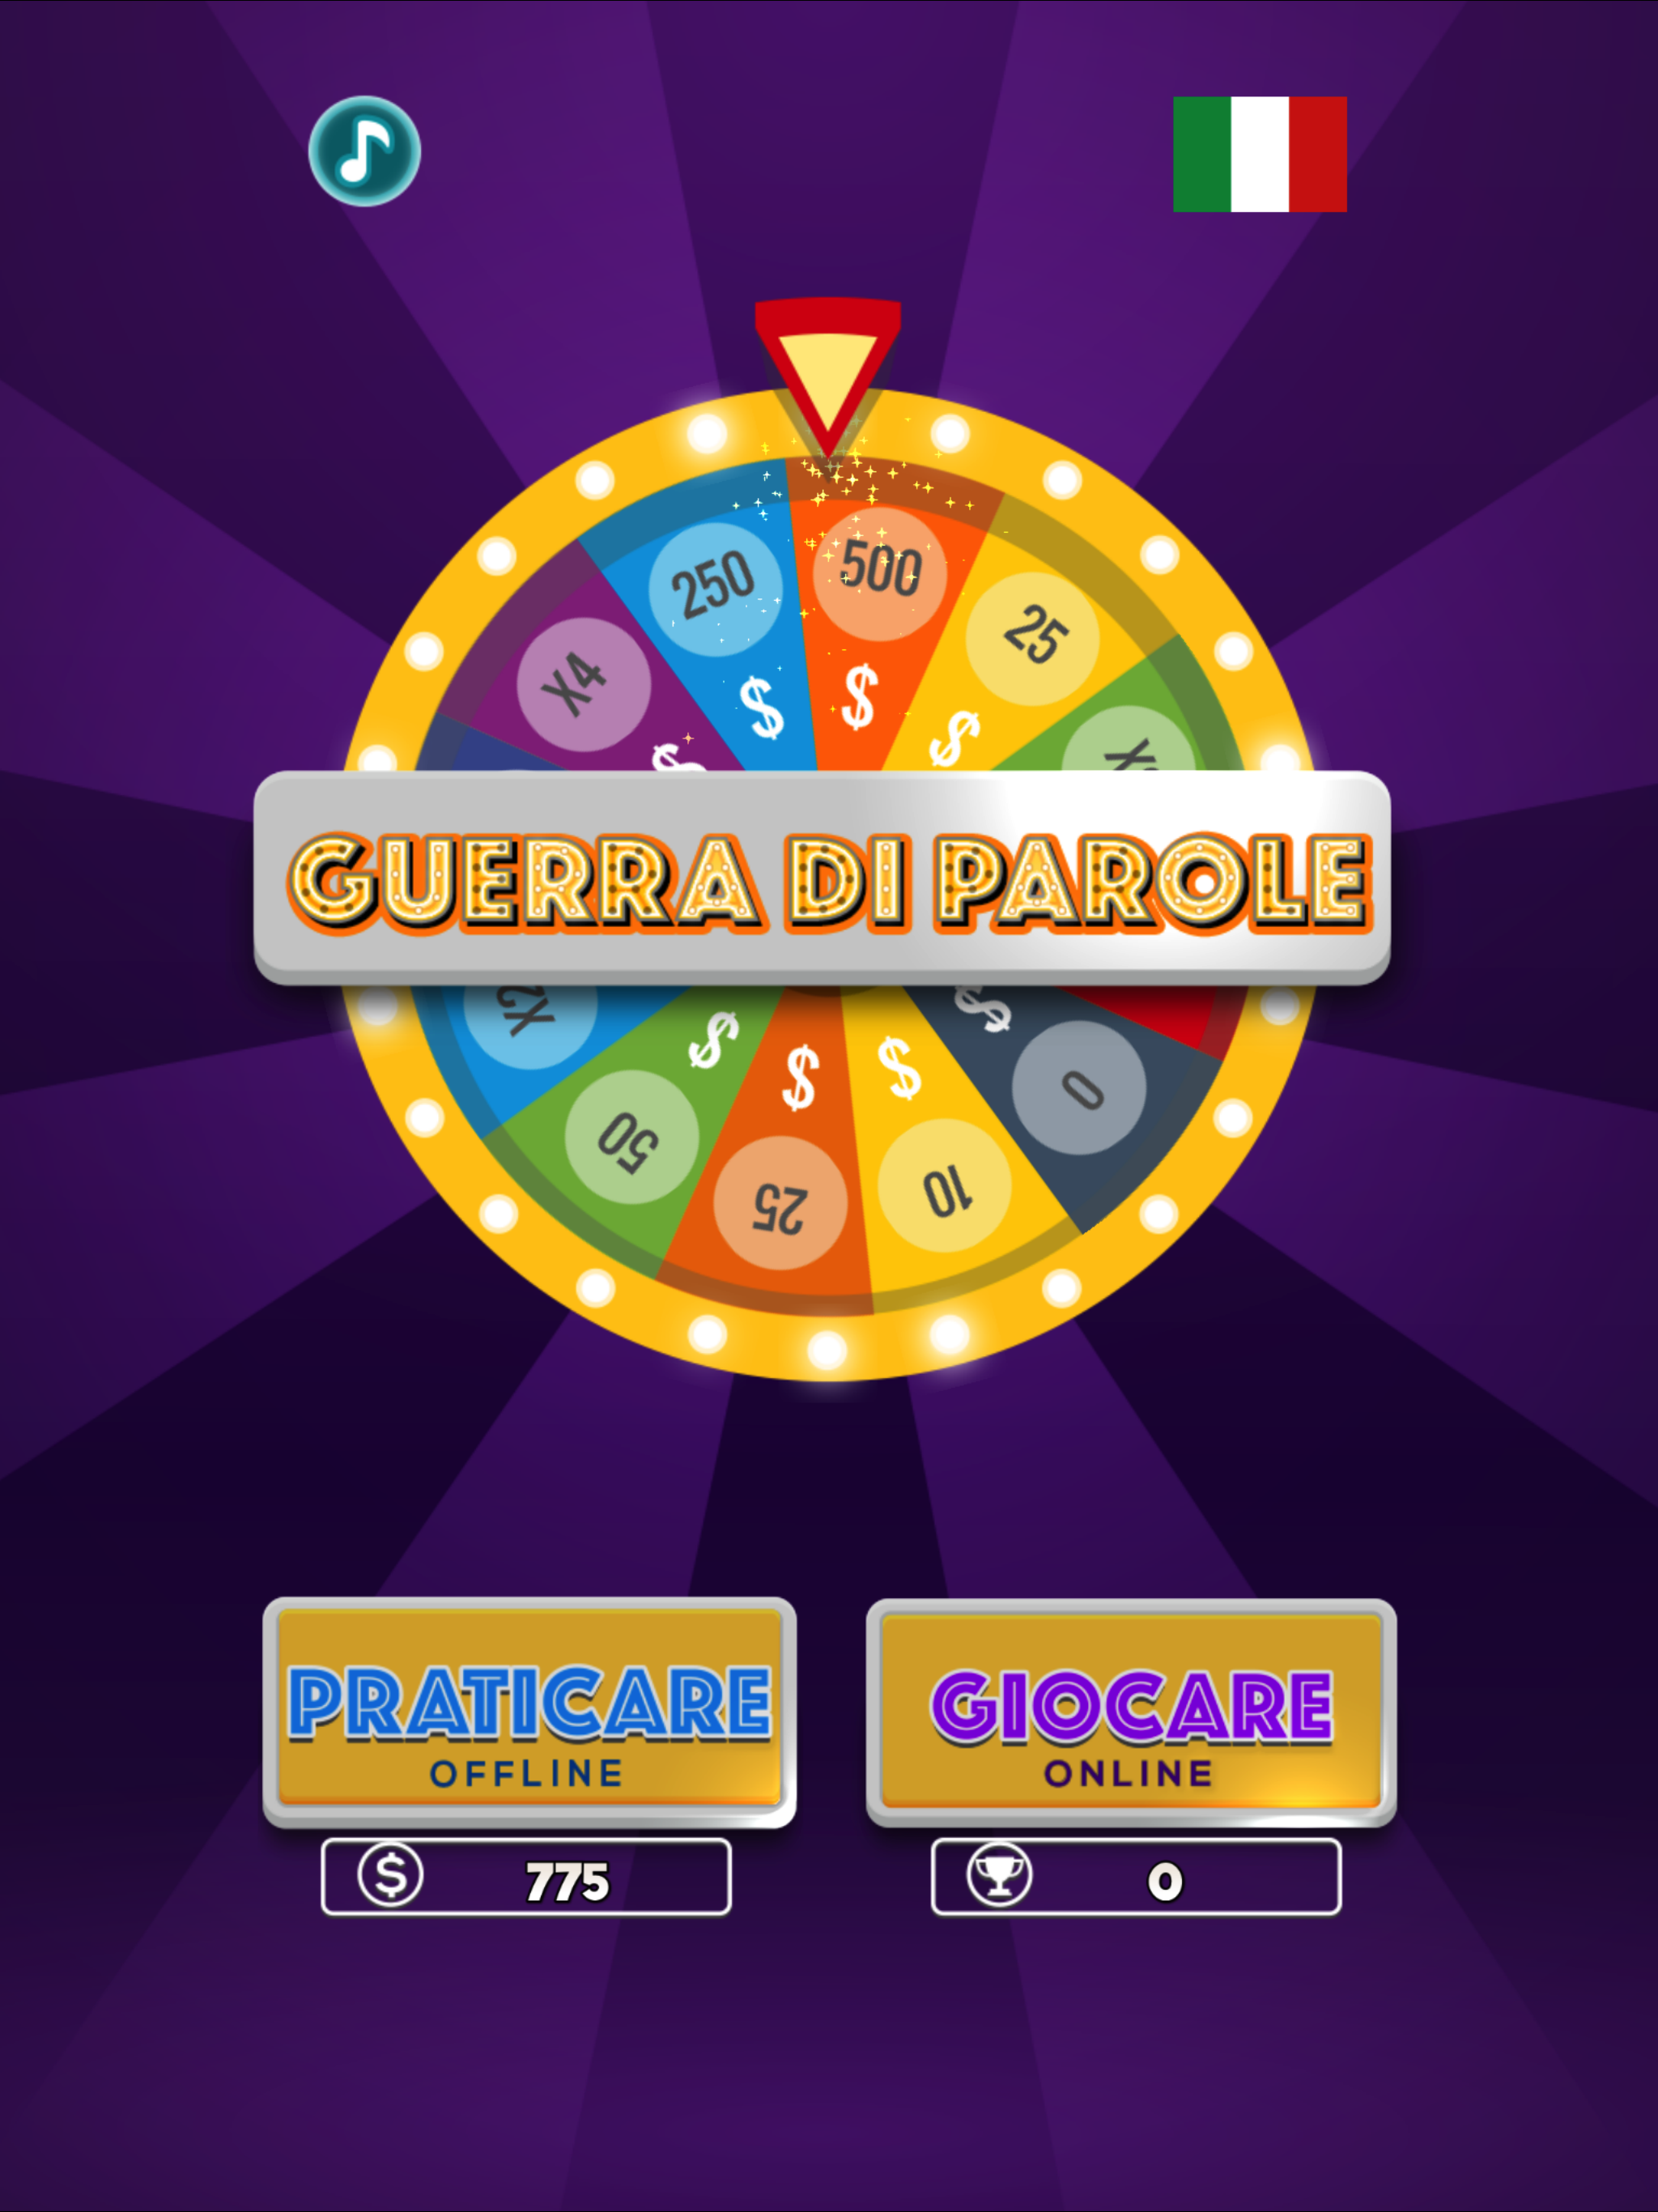 500
250
25
X4
$
$
$
GUERRA DI PAROLE
X2
$
$
$
$
0
50
25
10
PRATICARE
OFFLINE
GIOCARE
ONLINE
$ 775
0